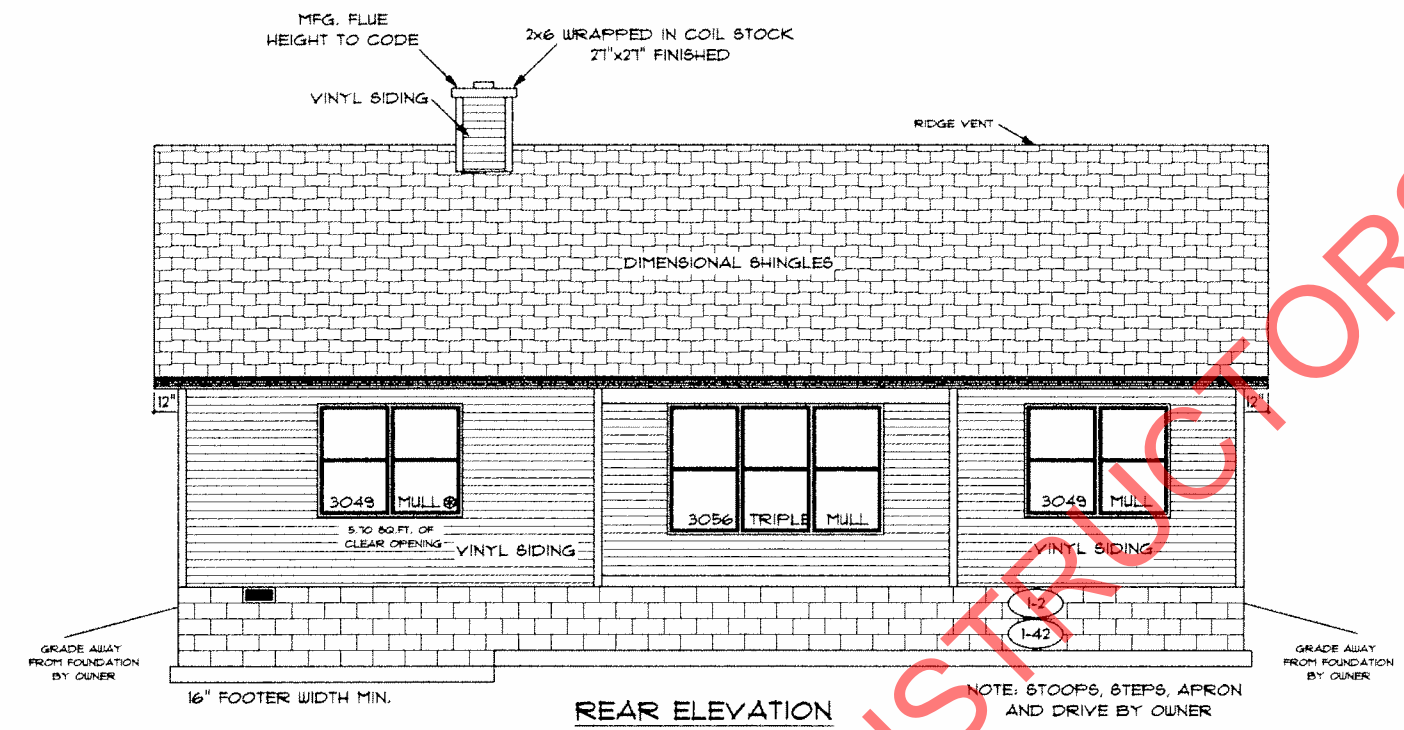 MFG. FLUE
HEIGHT TO CODE
2x6 WRAPPED IN COIL STOCK
27"x27" FINISHED
VINYL SIDING
RIDGE VENT
DIMENSIONAL SHINGLES
12"
12"
3049 MULL
3056 TRIPLE MULL
3049 MULL
5.70 SQ.FT. OF
CLEAR OPENING
VINYL SIDING
VINYL SIDING
1-2
1-42
GRADE AWAY
FROM FOUNDATION
BY OWNER
GRADE AWAY
FROM FOUNDATION
BY OWNER
16" FOOTER WIDTH MIN.
REAR ELEVATION
NOTE: STOOPS, STEPS, APRON
AND DRIVE BY OWNER